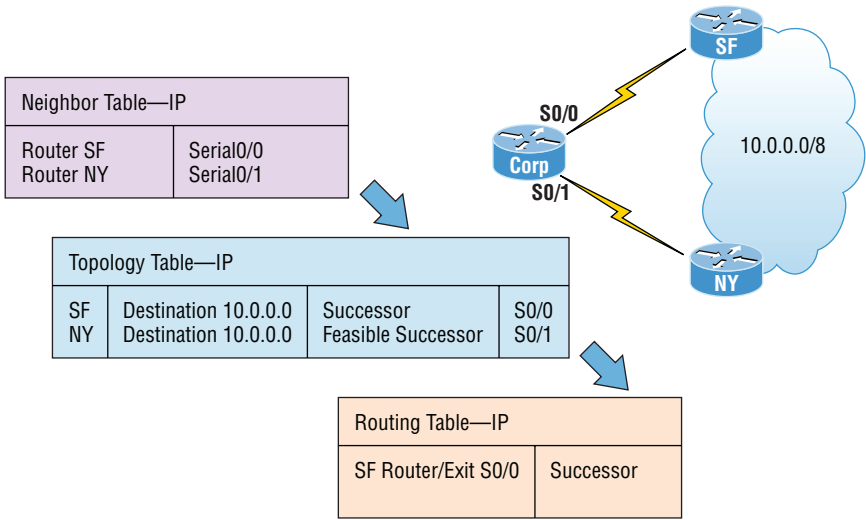 SF
S0/0
Corp
S0/1
10.0.0.0/8
NY
Neighbor Table—IP
Router SF Serial0/0
Router NY Serial0/1
Topology Table—IP
SF Destination 10.0.0.0 Successor S0/0
NY Destination 10.0.0.0 Feasible Successor S0/1
Routing Table—IP
SF Router/Exit S0/0 Successor